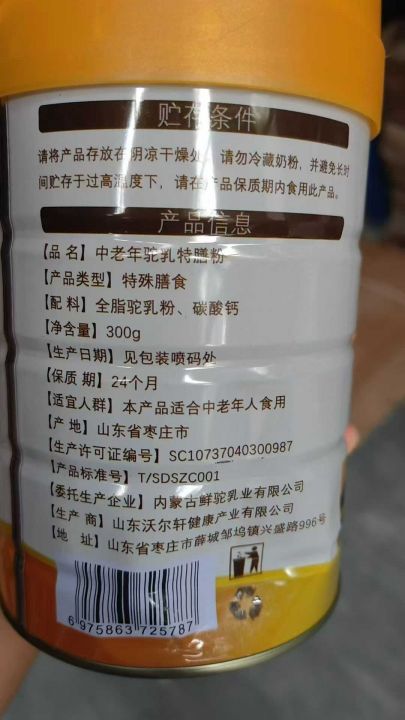 贮存条件
请将产品存放在阴凉干燥处，请勿冷藏奶粉，并避免长时
间贮存于过高温度下，请在产品保质期内食用此产品。
产品信息
【品 名】中老年驼乳特膳粉
【产品类型】特殊膳食
【配 料】全脂驼乳粉、碳酸钙
【净含量】300g
【生产日期】见包装喷码处
【保质 期】24个月
【适宜人群】本产品适合中老年人食用
【产 地】山东省枣庄市
【生产许可证编号】SC10737040300987
【产品标准号】T/SDSZC001
【委托生产企业】内蒙古鲜驼乳业有限公司
【生产 商】山东沃尔轩健康产业有限公司
【地 址】山东省枣庄市薛城邹坞镇兴盛路996号
6 975863 725787